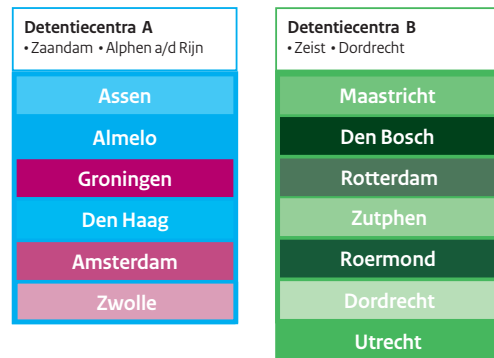 Detentiecentra A
• Zaandam • Alphen a/d Rijn
Assen
Almelo
Groningen
Den Haag
Amsterdam
Zwolle
Detentiecentra B
• Zeist • Dordrecht
Maastricht
Den Bosch
Rotterdam
Zutphen
Roermond
Dordrecht
Utrecht